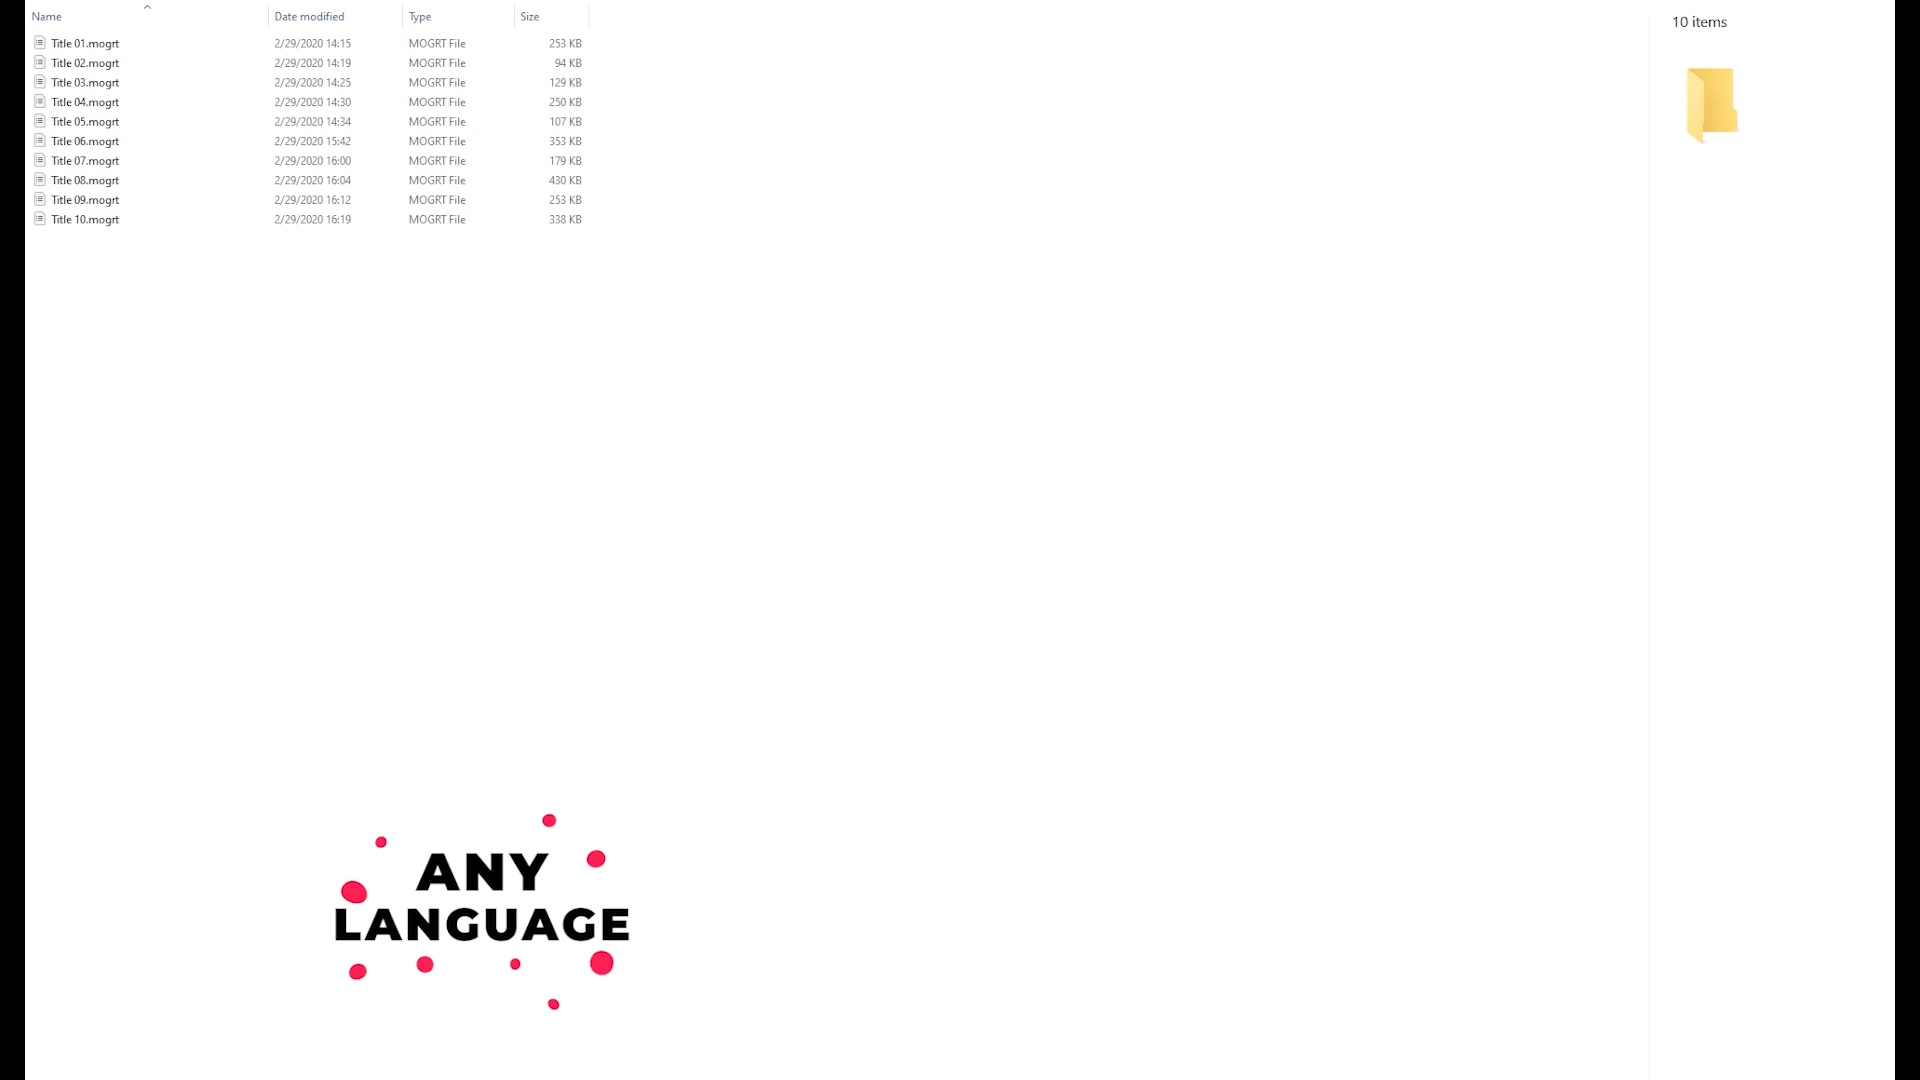 Name Date modified Type Size
Title 01.mogrt 2/29/2020 14:15 MOGRT File 253 KB
Title 02.mogrt 2/29/2020 14:19 MOGRT File 94 KB
Title 03.mogrt 2/29/2020 14:25 MOGRT File 129 KB
Title 04.mogrt 2/29/2020 14:30 MOGRT File 250 KB
Title 05.mogrt 2/29/2020 14:34 MOGRT File 107 KB
Title 06.mogrt 2/29/2020 15:42 MOGRT File 353 KB
Title 07.mogrt 2/29/2020 16:00 MOGRT File 179 KB
Title 08.mogrt 2/29/2020 16:04 MOGRT File 430 KB
Title 09.mogrt 2/29/2020 16:12 MOGRT File 253 KB
Title 10.mogrt 2/29/2020 16:19 MOGRT File 338 KB
10 items
ANY
LANGUAGE